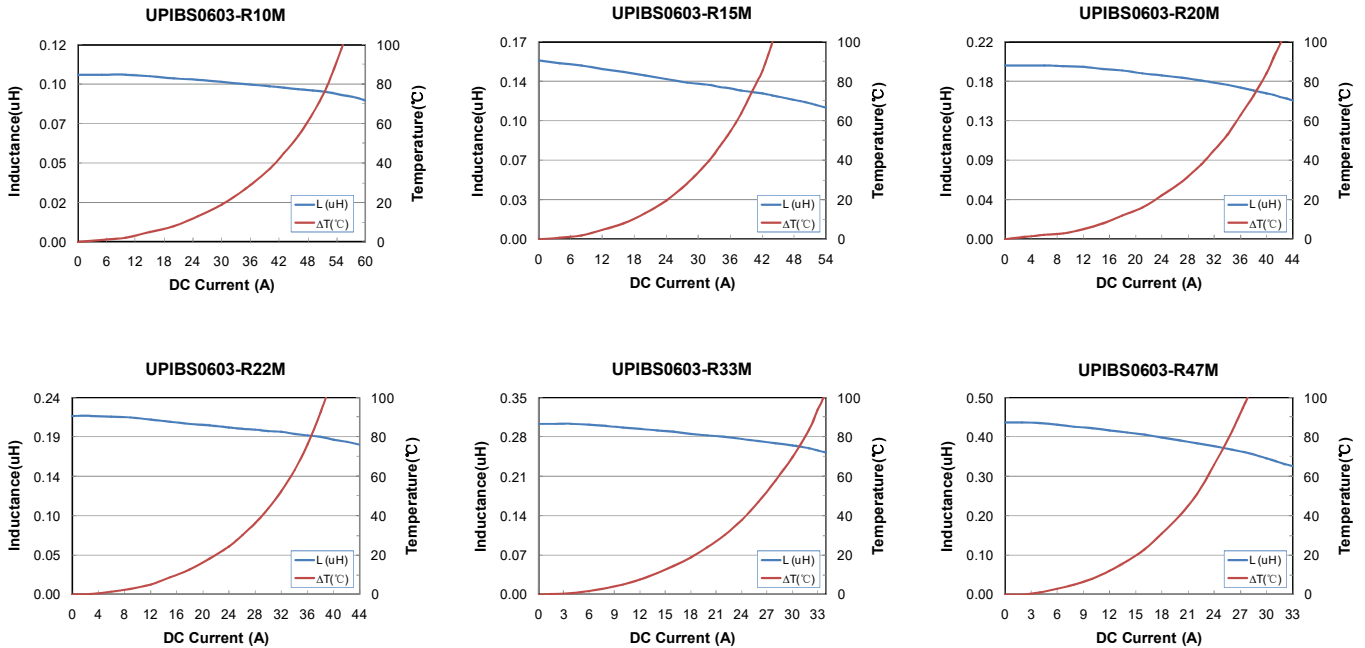 UPIBS0603-R10M
Inductance(uH)
0.12
0.10
0.07
0.05
0.02
0.00
100
80
60
40
20
0
Temperature(℃)
L (uH)
ΔT(℃)
0 6 12 18 24 30 36 42 48 54 60
DC Current (A)
UPIBS0603-R15M
Inductance(uH)
0.17
0.14
0.10
0.07
0.03
0.00
100
80
60
40
20
0
Temperature(℃)
L (uH)
ΔT(℃)
0 6 12 18 24 30 36 42 48 54
DC Current (A)
UPIBS0603-R20M
Inductance(uH)
0.22
0.18
0.13
0.09
0.04
0.00
100
80
60
40
20
0
Temperature(℃)
L (uH)
ΔT(℃)
0 4 8 12 16 20 24 28 32 36 40 44
DC Current (A)
UPIBS0603-R22M
Inductance(uH)
0.24
0.19
0.14
0.10
0.05
0.00
100
80
60
40
20
0
Temperature(℃)
L (uH)
ΔT(℃)
0 4 8 12 16 20 24 28 32 36 40 44
DC Current (A)
UPIBS0603-R33M
Inductance(uH)
0.35
0.28
0.21
0.14
0.07
0.00
100
80
60
40
20
0
Temperature(℃)
L (uH)
ΔT(℃)
0 3 6 9 12 15 18 21 24 27 30 33
DC Current (A)
UPIBS0603-R47M
Inductance(uH)
0.50
0.40
0.30
0.20
0.10
0.00
100
80
60
40
20
0
Temperature(℃)
L (uH)
ΔT(℃)
0 3 6 9 12 15 18 21 24 27 30 33
DC Current (A)